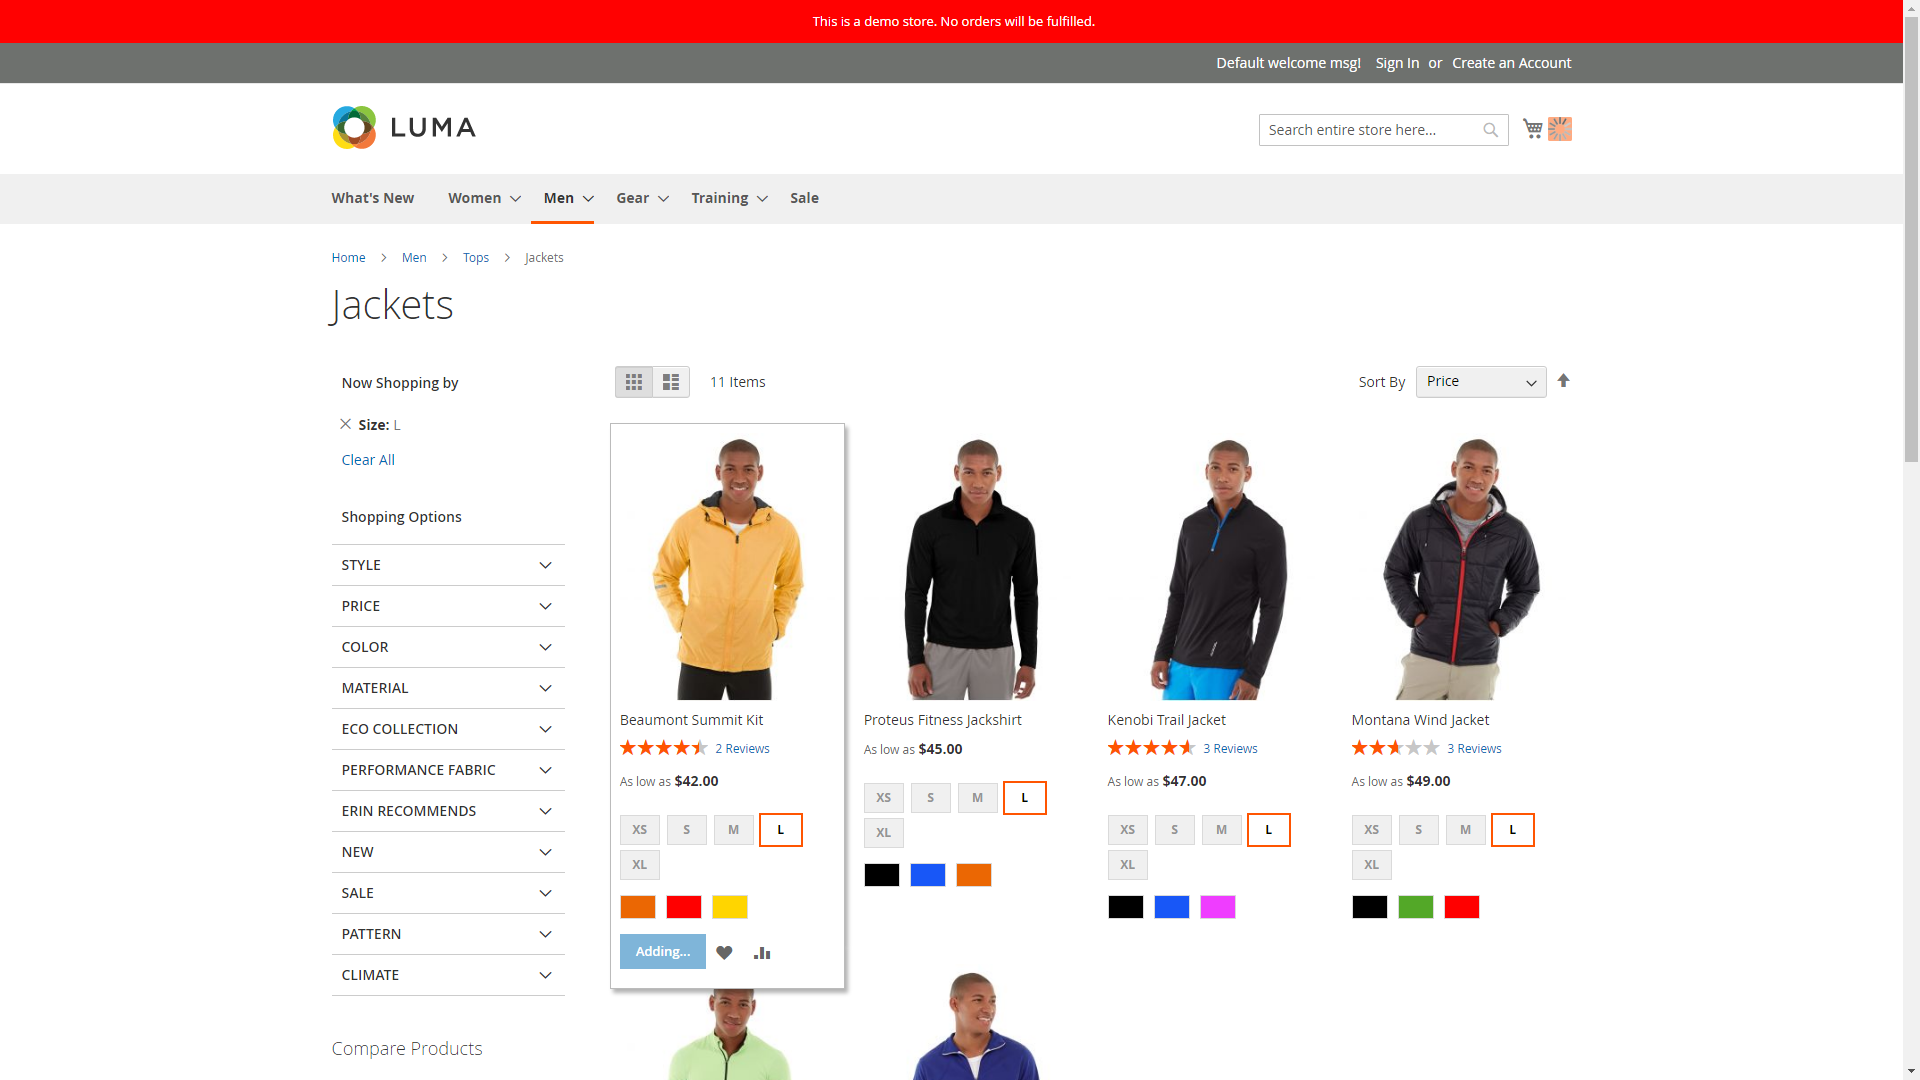 This is a demo store. No orders will be fulfilled.
Default welcome msg! Sign In or Create an Account
LUMA
Search entire store here...
What's New Women Men Gear Training Sale
Home Men Tops Jackets
Jackets
Now Shopping by
Size: L
Clear All
Shopping Options
STYLE
PRICE
COLOR
MATERIAL
ECO COLLECTION
PERFORMANCE FABRIC
ERIN RECOMMENDS
NEW
SALE
PATTERN
CLIMATE
Compare Products
11 Items
Sort By Price
Beaumont Summit Kit
2 Reviews
As low as $42.00
XS S M L
XL
Adding...
Proteus Fitness Jackshirt
As low as $45.00
XS S M L
XL
Kenobi Trail Jacket
3 Reviews
As low as $47.00
XS S M L
XL
Montana Wind Jacket
3 Reviews
As low as $49.00
XS S M L
XL